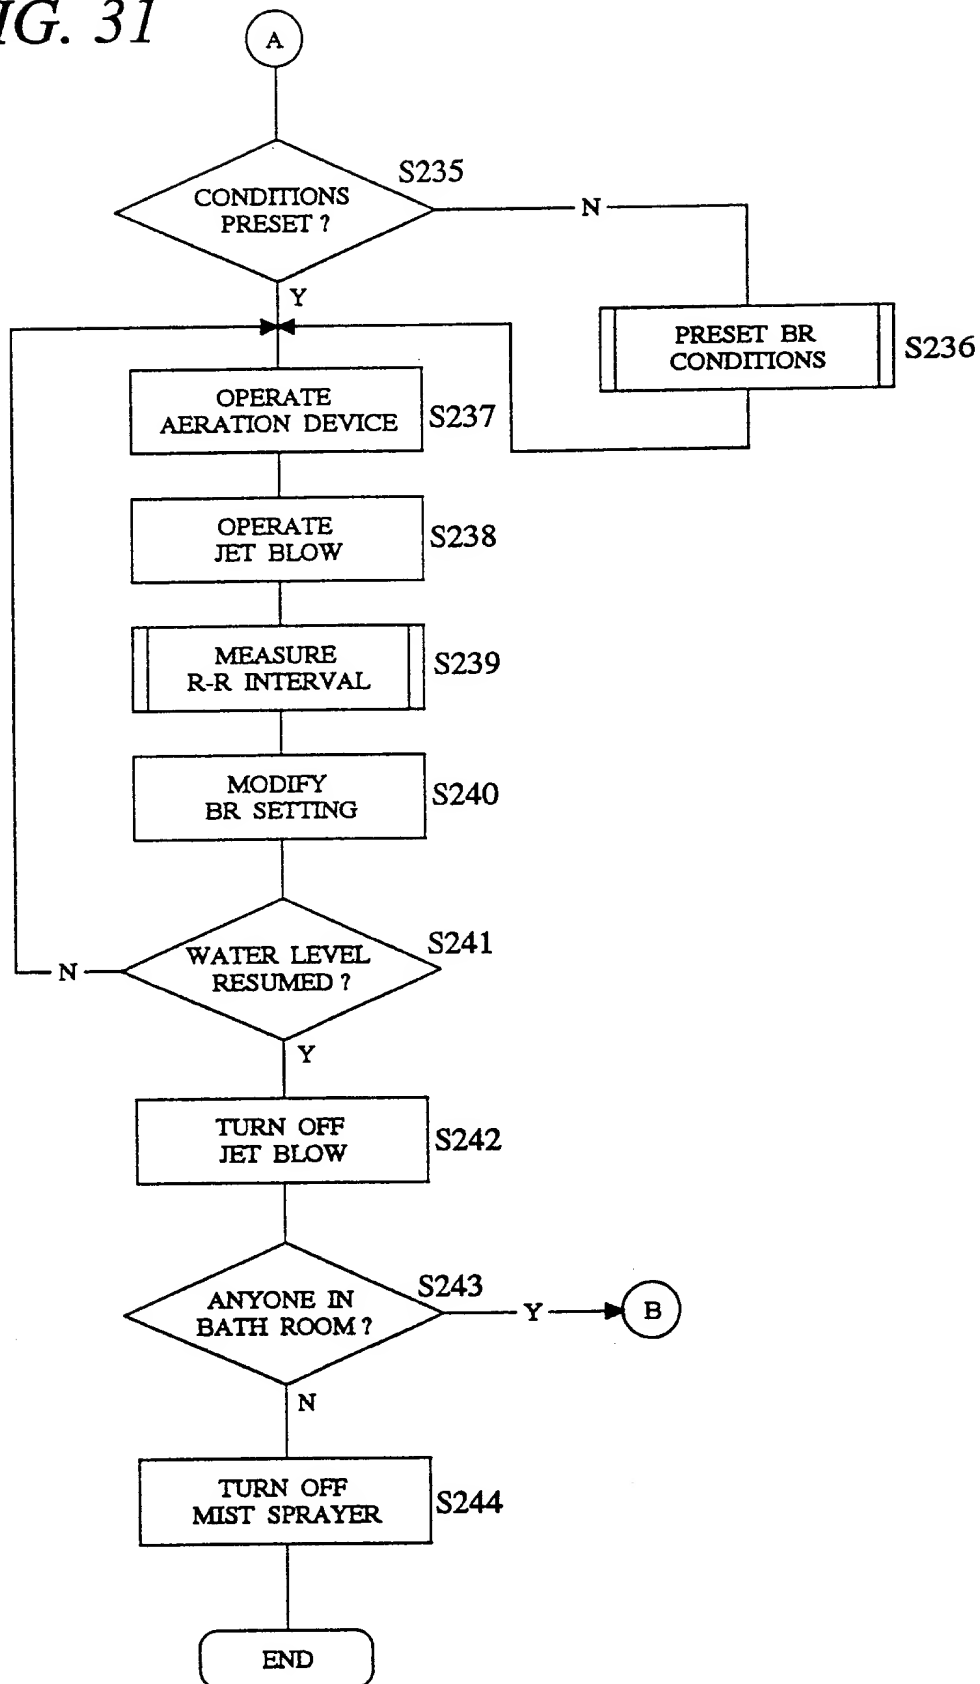 IG. 31
A
S235
CONDITIONS
PRESET ?
N
Y
PRESET BR
CONDITIONS
S236
OPERATE
AERATION DEVICE
S237
OPERATE
JET BLOW
S238
MEASURE
R-R INTERVAL
S239
MODIFY
BR SETTING
S240
S241
WATER LEVEL
RESUMED ?
N
Y
TURN OFF
JET BLOW
S242
S243
ANYONE IN
BATH ROOM ?
Y
B
N
TURN OFF
MIST SPRAYER
S244
END